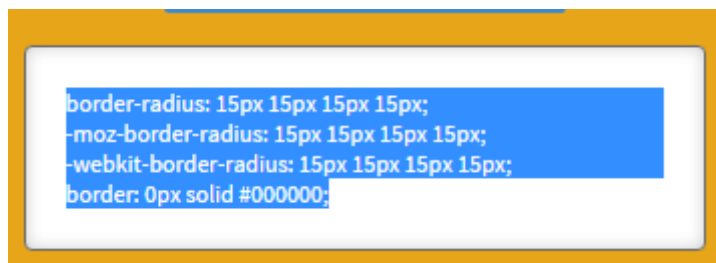 border-radius: 15px 15px 15px 15px;
-moz-border-radius: 15px 15px 15px 15px;
-webkit-border-radius: 15px 15px 15px 15px;
border: 0px solid #000000;